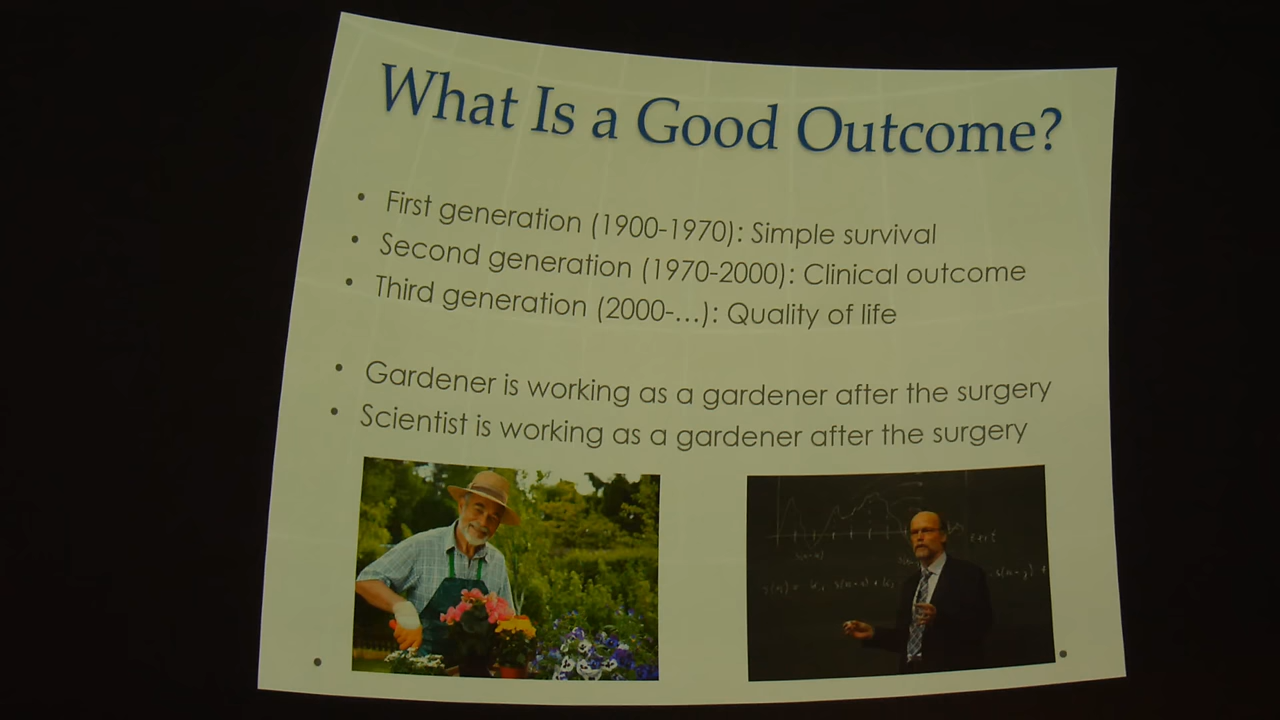 What Is a Good Outcome?
• First generation (1900-1970): Simple survival
• Second generation (1970-2000): Clinical outcome
• Third generation (2000-...): Quality of life
• Gardener is working as a gardener after the surgery
• Scientist is working as a gardener after the surgery